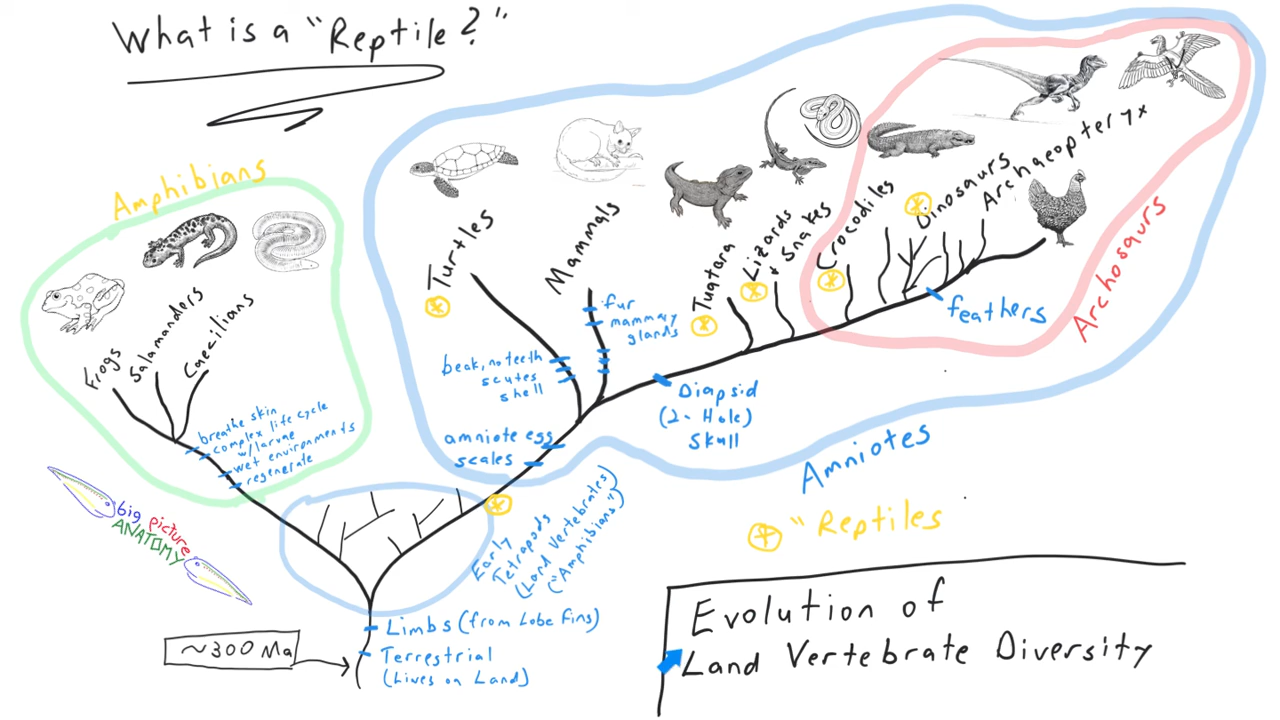 What is a "Reptile?"
Amphibians
Frogs
Salamanders
Caecilians
breathe skin
complex life cycle
w/larvae
wet environments
regenerate
big picture
ANATOMY
~300 Ma
Limbs (from Lobe Fins)
Terrestrial
(Lives on Land)
Early
Tetrapods
(Land Vertebrates)
("Amphibians")
Turtles
beak, no teeth
scutes
shell
amniote egg
scales
Mammals
fur
mammary
glands
Tuatara
Lizards
+ Snakes
Crocodiles
Dinosaurs
Archaeopteryx
feathers
Archosaurs
Diapsid
(2-Hole)
Skull
Amniotes
"Reptiles
Evolution of
Land Vertebrate Diversity